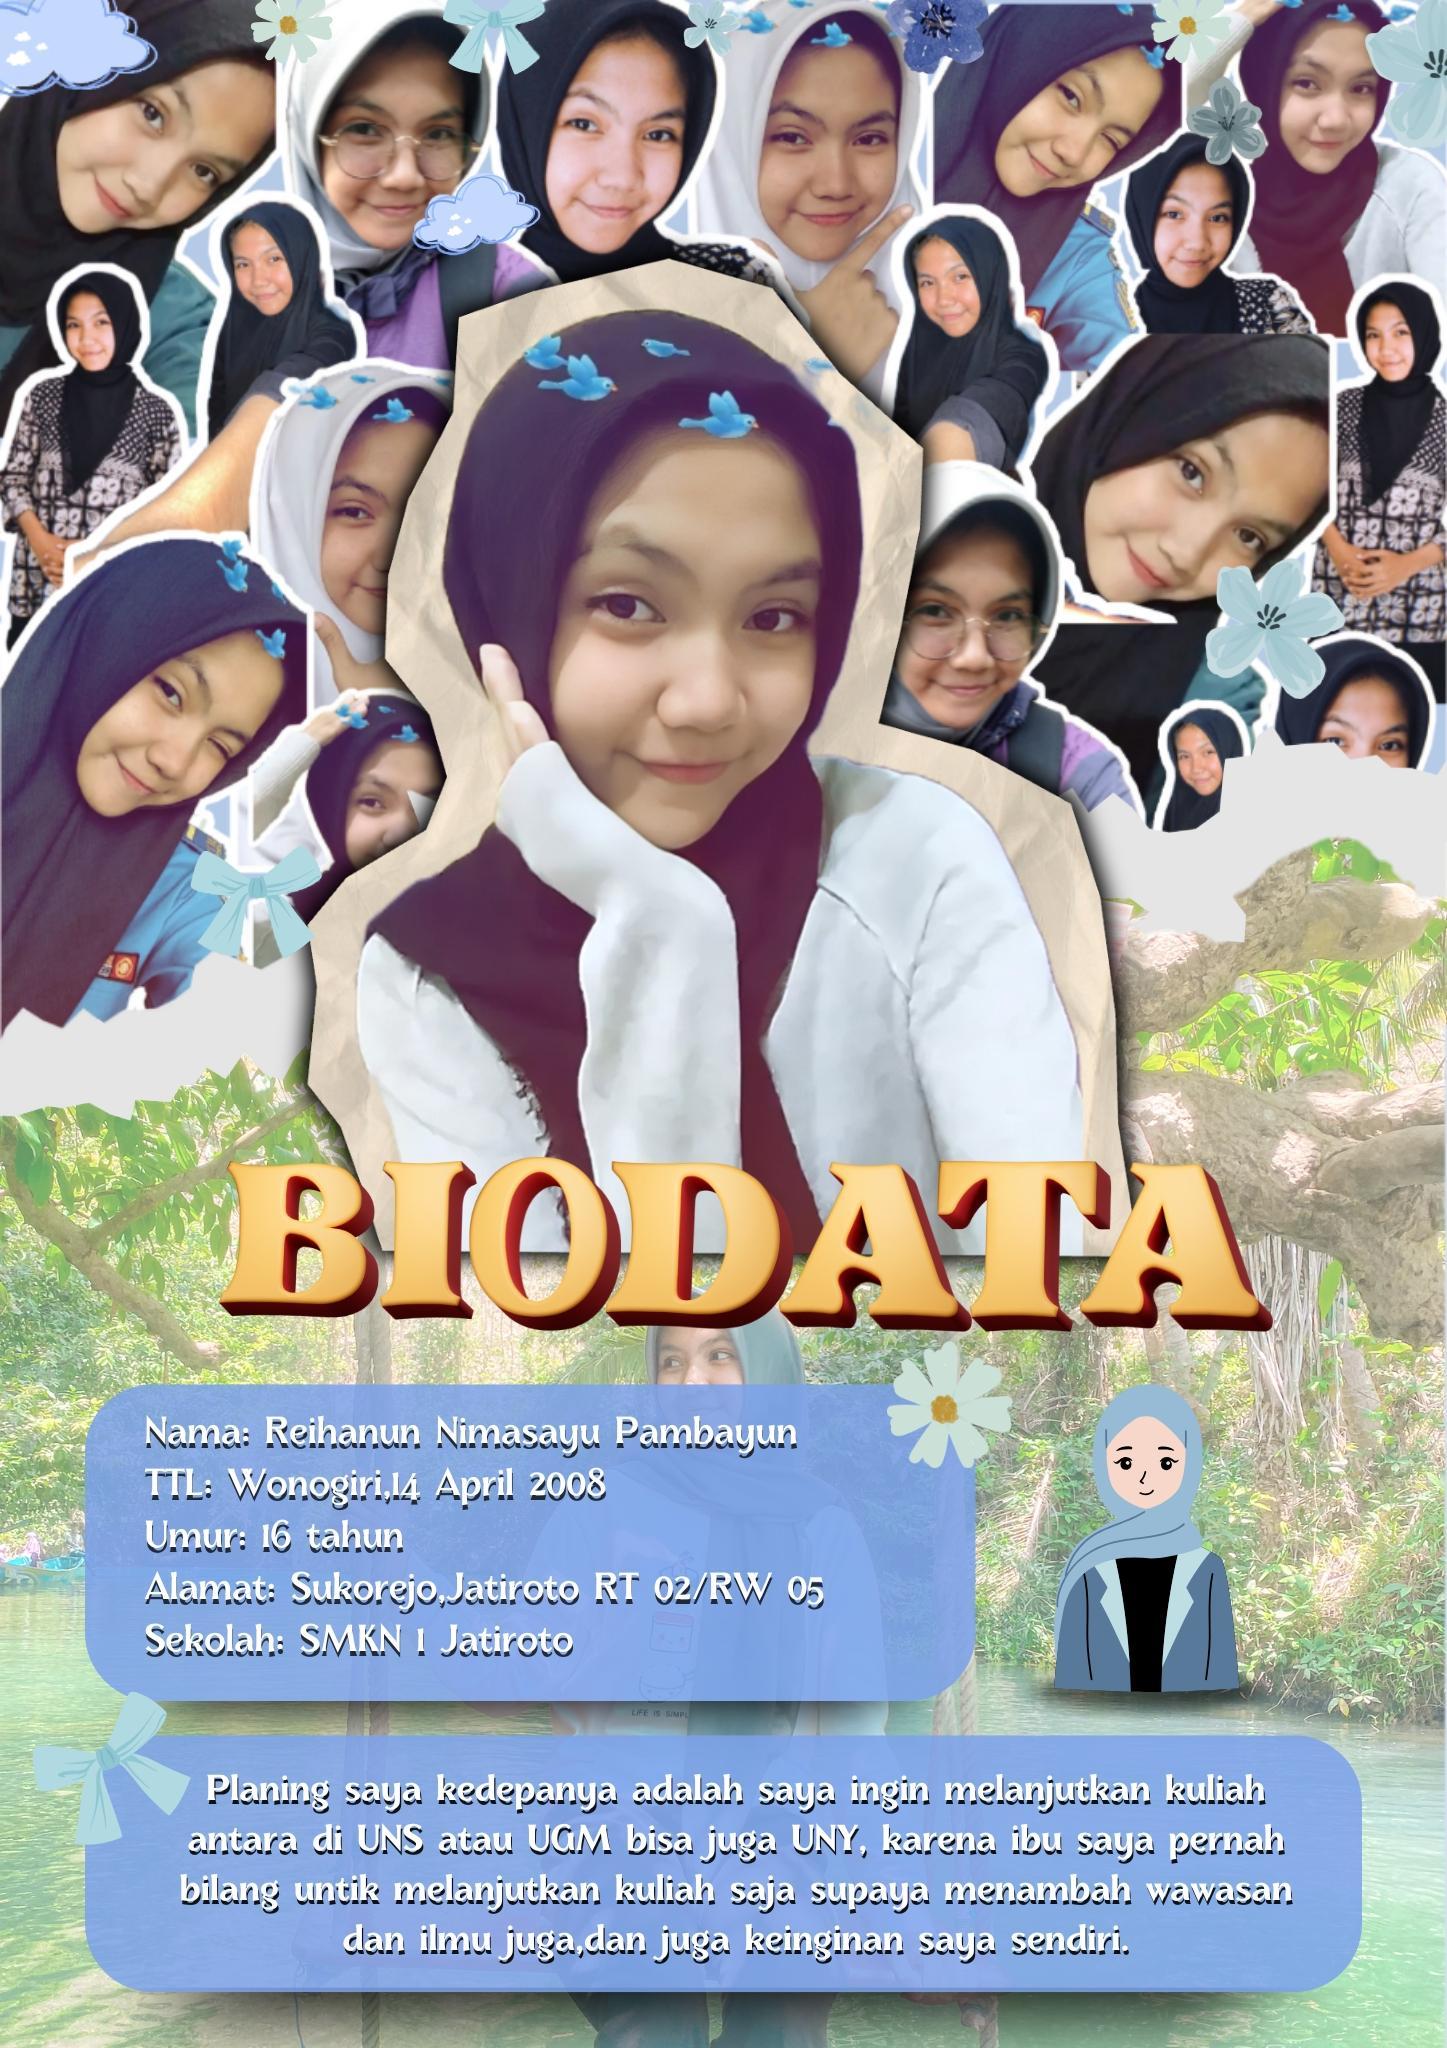 BIODATA
Nama: Reihanun Nimasayu Pambayun
TTL: Wonogiri,14 April 2008
Umur: 16 tahun
Alamat: Sukorejo,Jatiroto RT 02/RW 05
Sekolah: SMKN 1 Jatiroto
LIFE IS SIMPL
Planing saya kedepanya adalah saya ingin melanjutkan kuliah
antara di UNS atau UGM bisa juga UNY, karena ibu saya pernah
bilang untik melanjutkan kuliah saja supaya menambah wawasan
dan ilmu juga,dan juga keinginan saya sendiri.